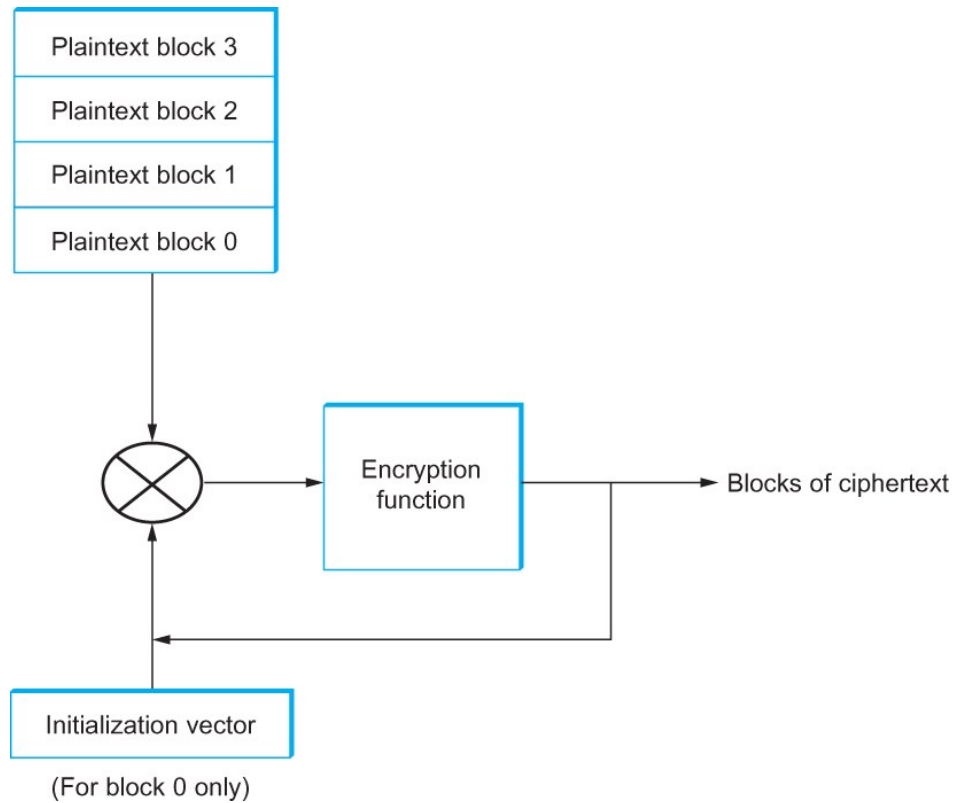 Plaintext block 3
Plaintext block 2
Plaintext block 1
Plaintext block 0
Encryption
function
Blocks of ciphertext
Initialization vector
(For block 0 only)